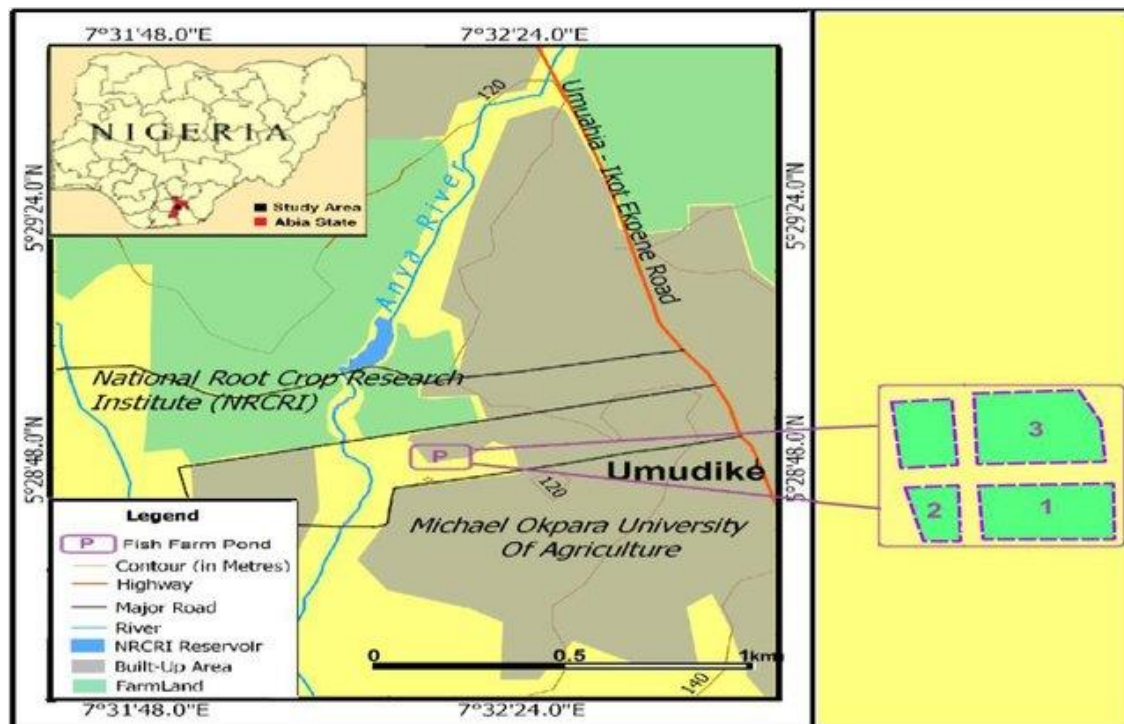 7°31'48.0"E
7°32'24.0"E
NIGERIA
Study Area
Abia State
5°29'24.0"N
5°29'24.0"N
120
Umuahia - Ikot Ekpene Road
Anya River
National Root Crop Research
Institute (NRCRI)
5°28'48.0"N
5°28'48.0"N
P
Umudike
120
Michael Okpara University
Of Agriculture
3
2
1
Legend
P Fish Farm Pond
Contour (in Metres)
Highway
Major Road
River
NRCRI Reservoir
Built-Up Area
FarmLand
0 0.5 1km
140
7°31'48.0"E
7°32'24.0"E